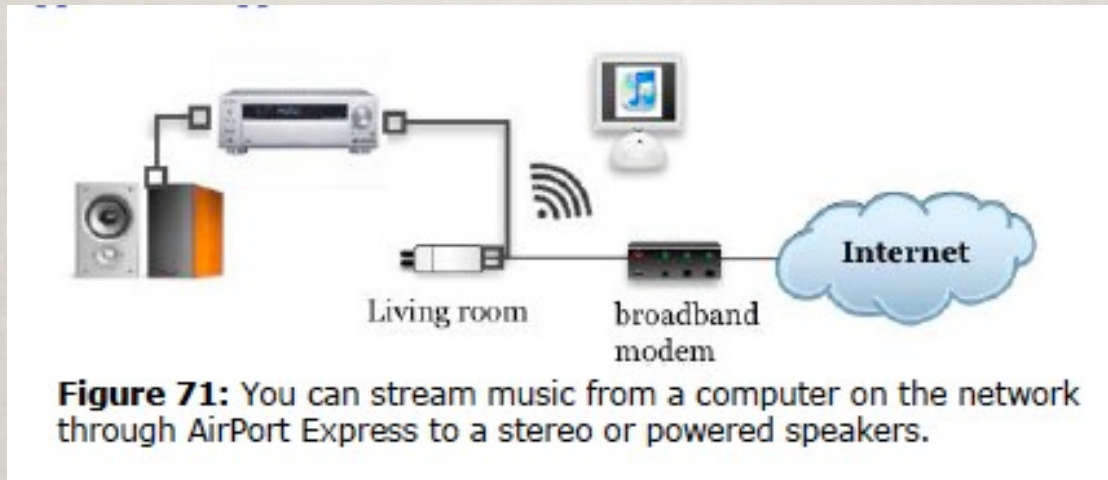 Internet
Living room
broadband
modem
Figure 71: You can stream music from a computer on the network
through AirPort Express to a stereo or powered speakers.